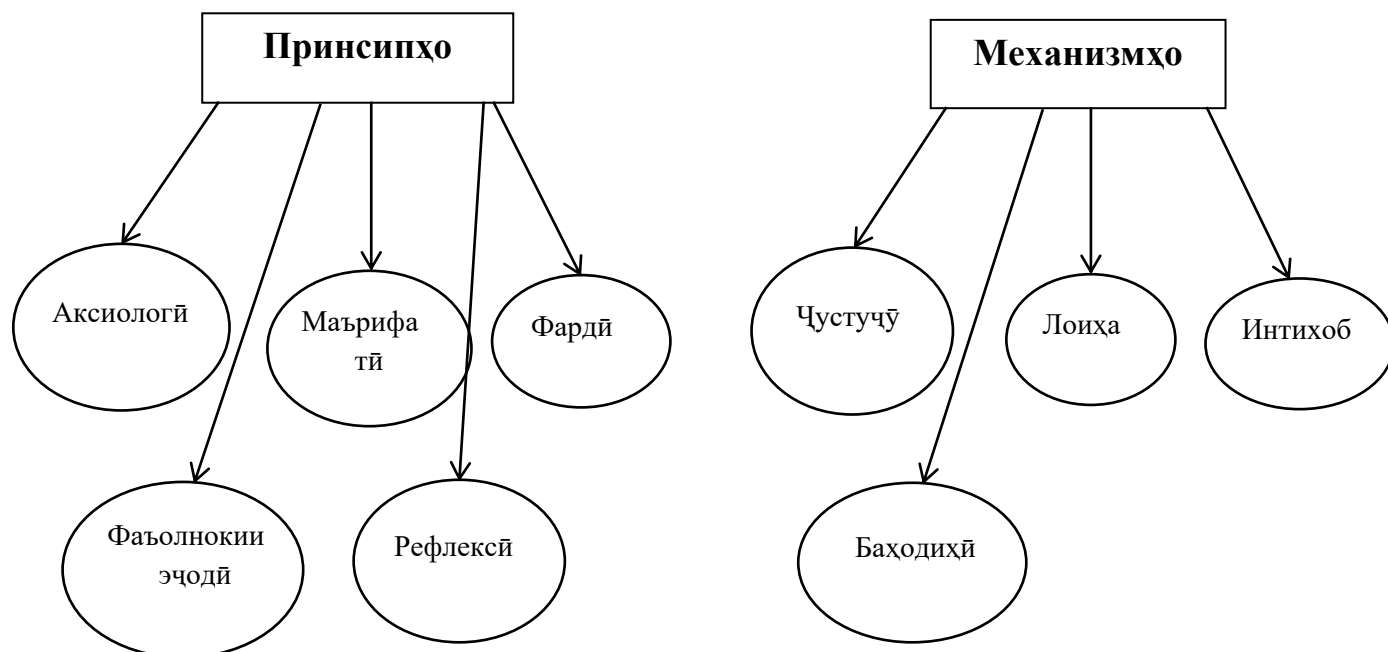 Принсипҳо
Механизмҳо
Аксиологӣ
Маърифа
тӣ
Фардӣ
Ҷустуҷӯ
Лоиҳа
Интихоб
Фаъолнокии
эҷодӣ
Рефлексӣ
Баҳодиҳӣ